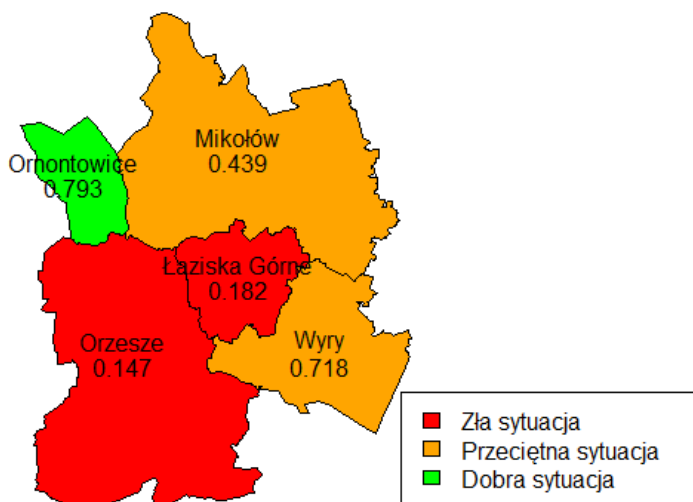 Mikołów
0.439
Ornontowice
0.793
Łaziska Górne
0.182
Orzesze
0.147
Wyry
0.718
Zła sytuacja
Przeciętna sytuacja
Dobra sytuacja